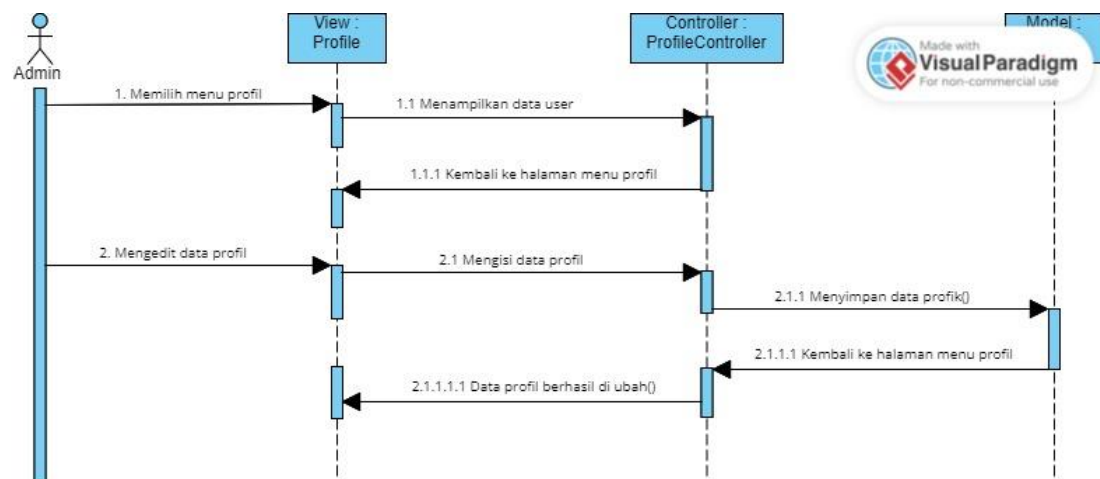 View :
Profile
Controller :
ProfileController
Model :
Made with
Visual Paradigm
For non-commercial use
Admin
1. Memilih menu profil
1.1 Menampilkan data user
1.1.1 Kembali ke halaman menu profil
2. Mengedit data profil
2.1 Mengisi data profil
2.1.1 Menyimpan data profik()
2.1.1.1 Kembali ke halaman menu profil
2.1.1.1.1 Data profil berhasil di ubah()